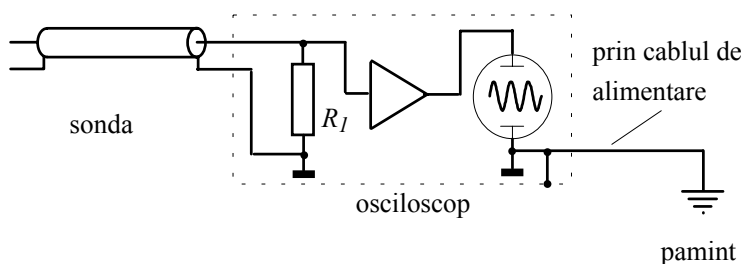 prin cablul de
alimentare
sonda
R1
osciloscop
pamint